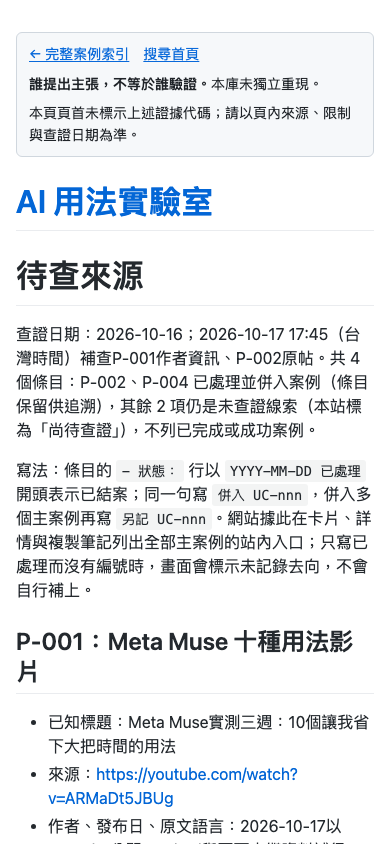 ← 完整案例索引 搜尋首頁
誰提出主張，不等於誰驗證。本庫未獨立重現。
本頁頁首未標示上述證據代碼；請以頁內來源、限制
與查證日期為準。
AI 用法實驗室
待查來源
查證日期：2026-10-16；2026-10-17 17:45（台
灣時間）補查P-001作者資訊、P-002原帖。共 4
個條目：P-002、P-004 已處理並併入案例（條目
保留供追溯），其餘 2 項仍是未查證線索（本站標
為「尚待查證」），不列已完成或成功案例。
寫法：條目的 - 狀態： 行以 YYYY-MM-DD 已處理
開頭表示已結案；同一句寫 併入 UC-nnn ，併入多
個主案例再寫 另記 UC-nnn 。網站據此在卡片、詳
情與複製筆記列出全部主案例的站內入口；只寫已
處理而沒有編號時，畫面會標示未記錄去向，不會
自行補上。
P-001：Meta Muse 十種用法影
片
• 已知標題：Meta Muse實測三週：10個讓我省
下大把時間的用法
• 來源：https://youtube.com/watch?
v=ARMaDt5JBUg
• 作者、發布日、原文語言：2026-10-17以